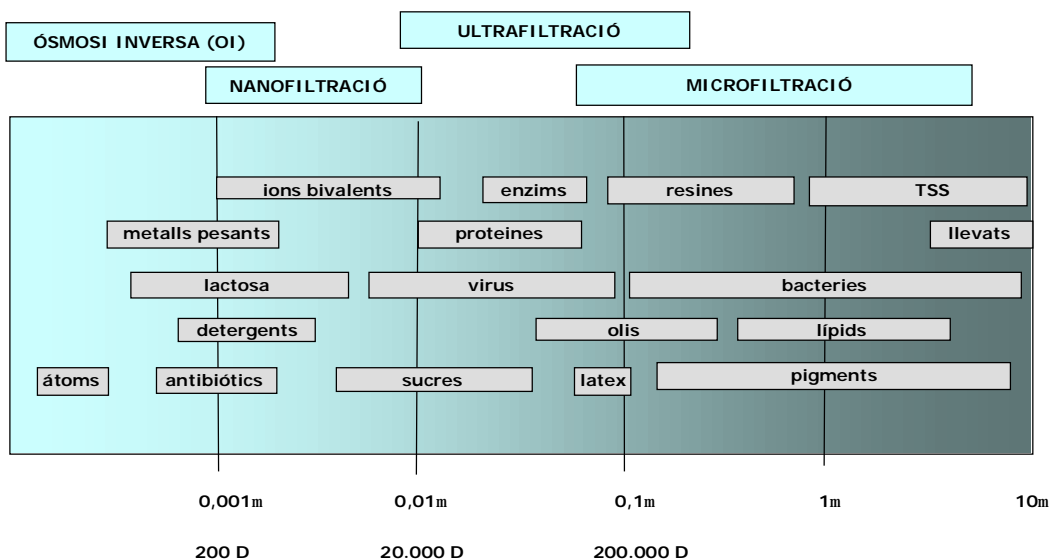 ULTRAFILTRACIÓ
ÓSMOSI INVERSA (OI)
NANOFILTRACIÓ
MICROFILTRACIÓ
ions bivalents
enzims
resines
TSS
metalls pesants
proteines
llevats
lactosa
virus
bacteries
detergents
olis
lípids
átoms
antibiótics
sucres
latex
pigments
0,001m
0,01m
0,1m
1m
10m
200 D
20.000 D
200.000 D